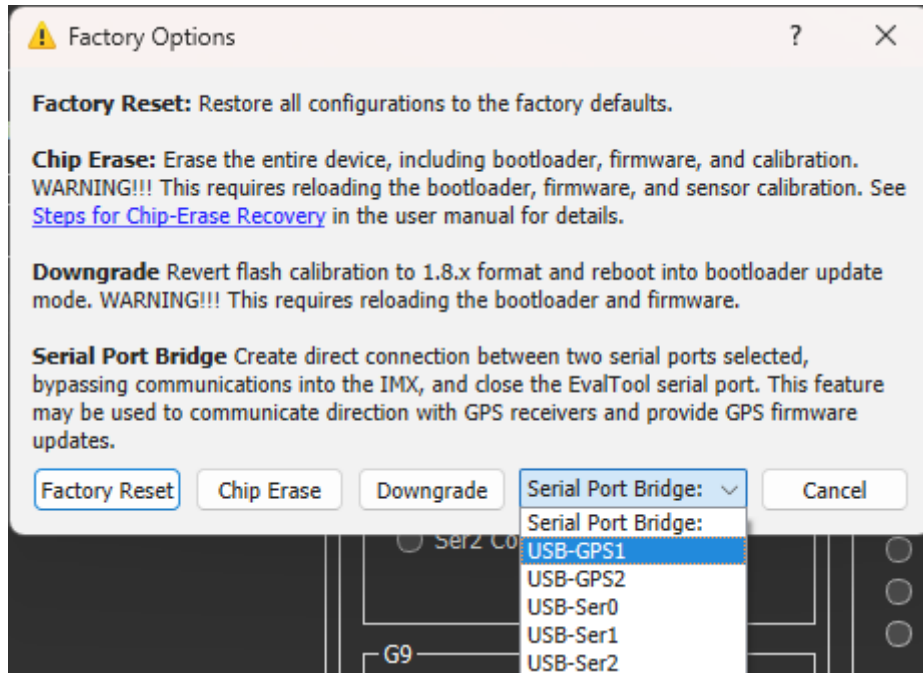 Factory Options
?
Factory Reset: Restore all configurations to the factory defaults.
Chip Erase: Erase the entire device, including bootloader, firmware, and calibration.
WARNING!!! This requires reloading the bootloader, firmware, and sensor calibration. See
Steps for Chip-Erase Recovery in the user manual for details.
Downgrade Revert flash calibration to 1.8.x format and reboot into bootloader update
mode. WARNING!!! This requires reloading the bootloader and firmware.
Serial Port Bridge Create direct connection between two serial ports selected,
bypassing communications into the IMX, and close the EvalTool serial port. This feature
may be used to communicate direction with GPS receivers and provide GPS firmware
updates.
Factory Reset Chip Erase Downgrade Serial Port Bridge: Cancel
Serial Port Bridge:
Ser2 Co
USB-GPS1
USB-GPS2
USB-Ser0
USB-Ser1
G9
USB-Ser2